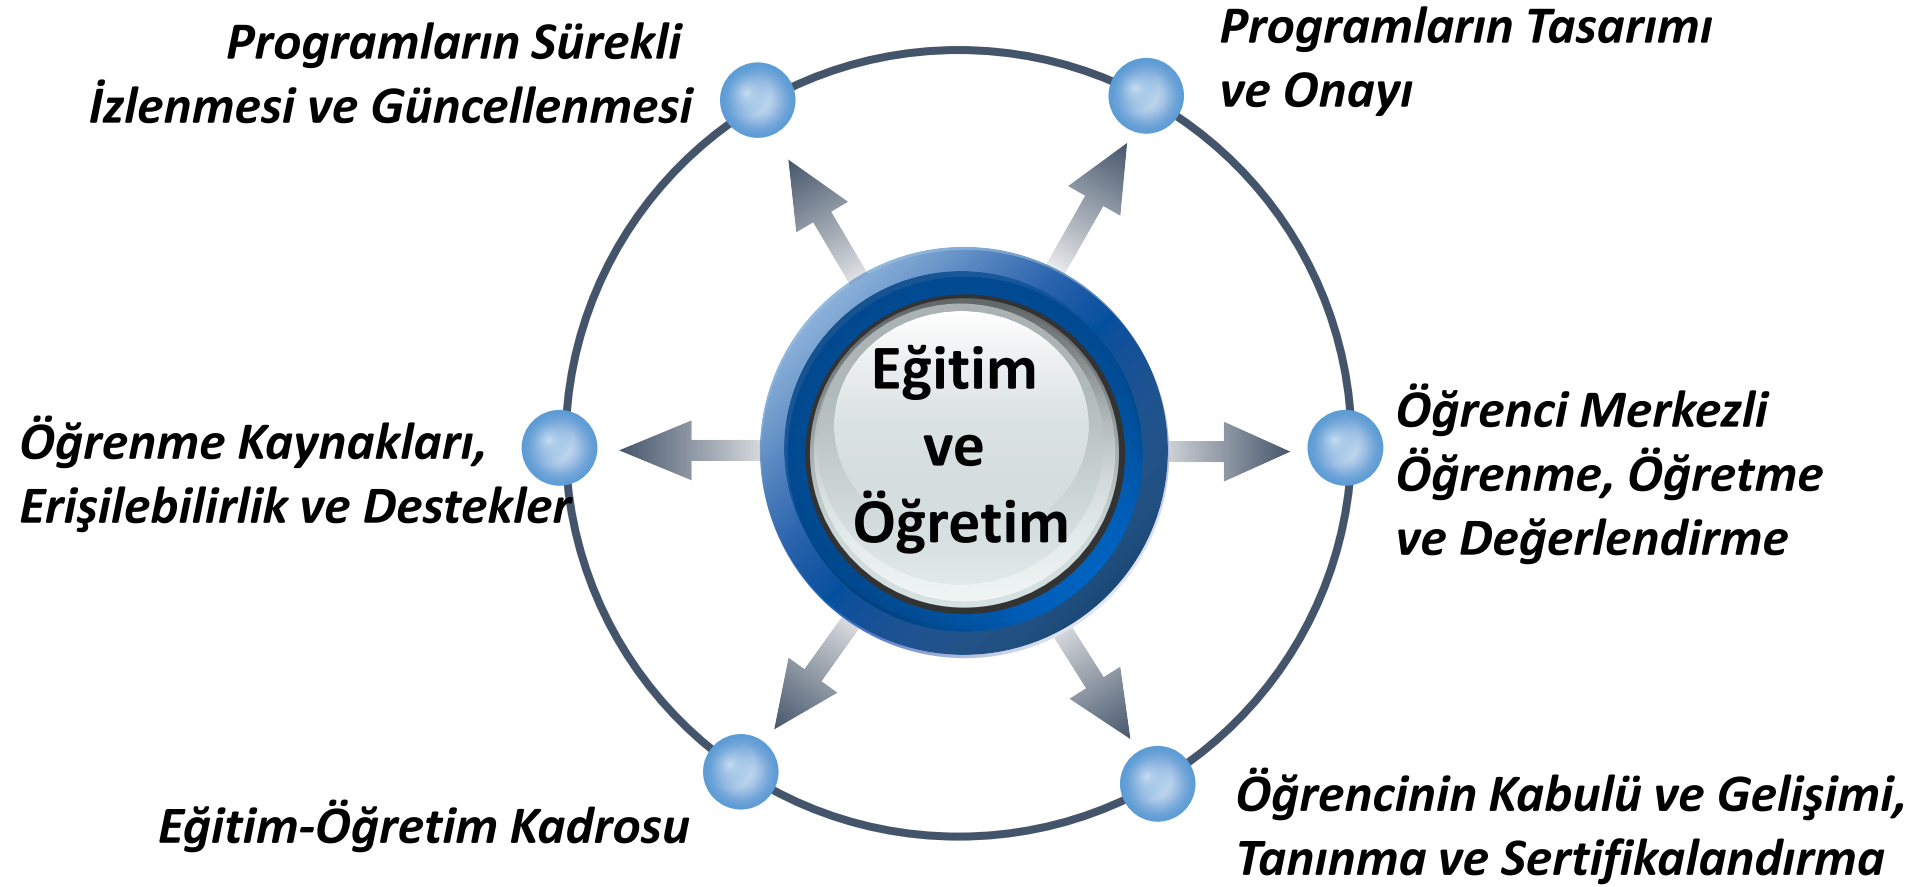 Programların Sürekli
İzlenmesi ve Güncellenmesi
Programların Tasarımı
ve Onayı
Eğitim
ve
Öğretim
Öğrenme Kaynakları,
Erişilebilirlik ve Destekler
Öğrenci Merkezli
Öğrenme, Öğretme
ve Değerlendirme
Eğitim-Öğretim Kadrosu
Öğrencinin Kabulü ve Gelişimi,
Tanınma ve Sertifikalandırma